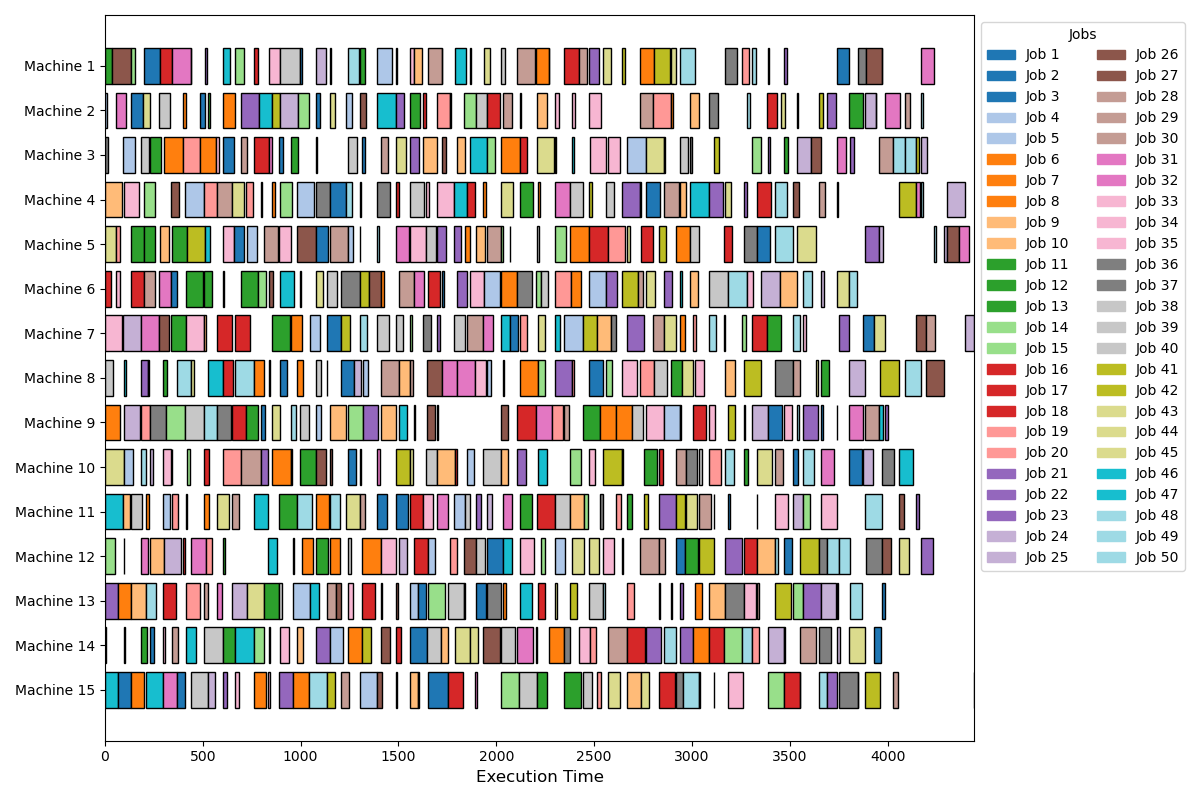 Machine 1
Machine 2
Machine 3
Machine 4
Machine 5
Machine 6
Machine 7
Machine 8
Machine 9
Machine 10
Machine 11
Machine 12
Machine 13
Machine 14
Machine 15
0 500 1000 1500 2000 2500 3000 3500 4000
Execution Time
Jobs
Job 1 Job 26
Job 2 Job 27
Job 3 Job 28
Job 4 Job 29
Job 5 Job 30
Job 6 Job 31
Job 7 Job 32
Job 8 Job 33
Job 9 Job 34
Job 10 Job 35
Job 11 Job 36
Job 12 Job 37
Job 13 Job 38
Job 14 Job 39
Job 15 Job 40
Job 16 Job 41
Job 17 Job 42
Job 18 Job 43
Job 19 Job 44
Job 20 Job 45
Job 21 Job 46
Job 22 Job 47
Job 23 Job 48
Job 24 Job 49
Job 25 Job 50